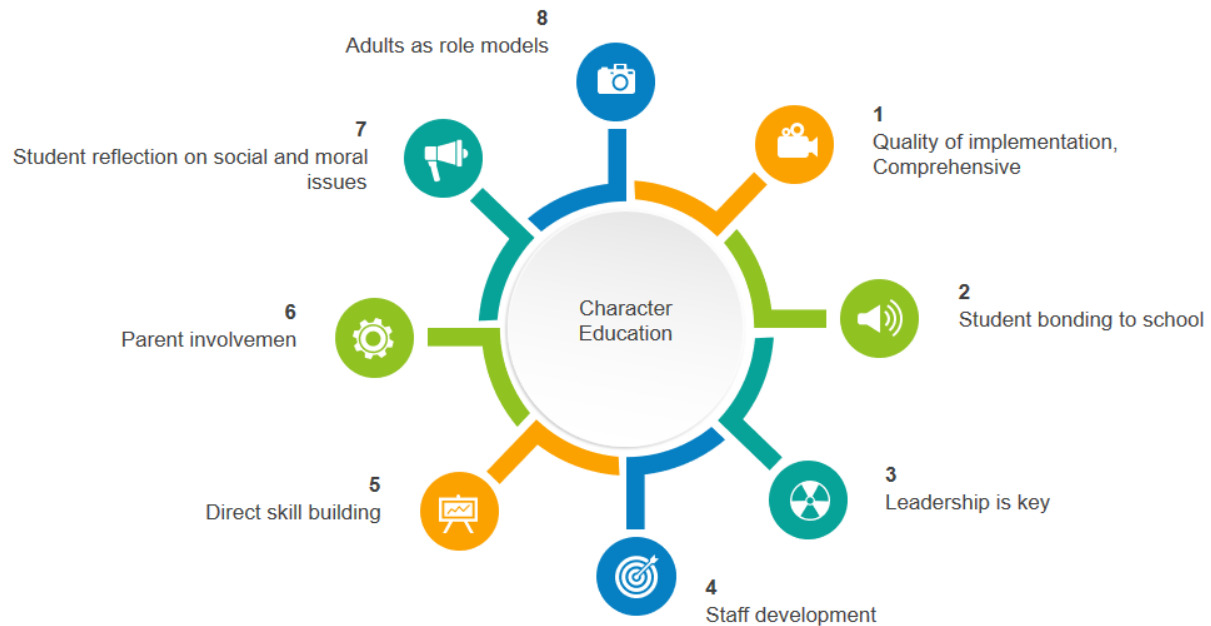 8
Adults as role models
1
Quality of implementation,
Comprehensive
7
Student reflection on social and moral
issues
2
Student bonding to school
Character
Education
6
Parent involvemen
3
Leadership is key
5
Direct skill building
4
Staff development